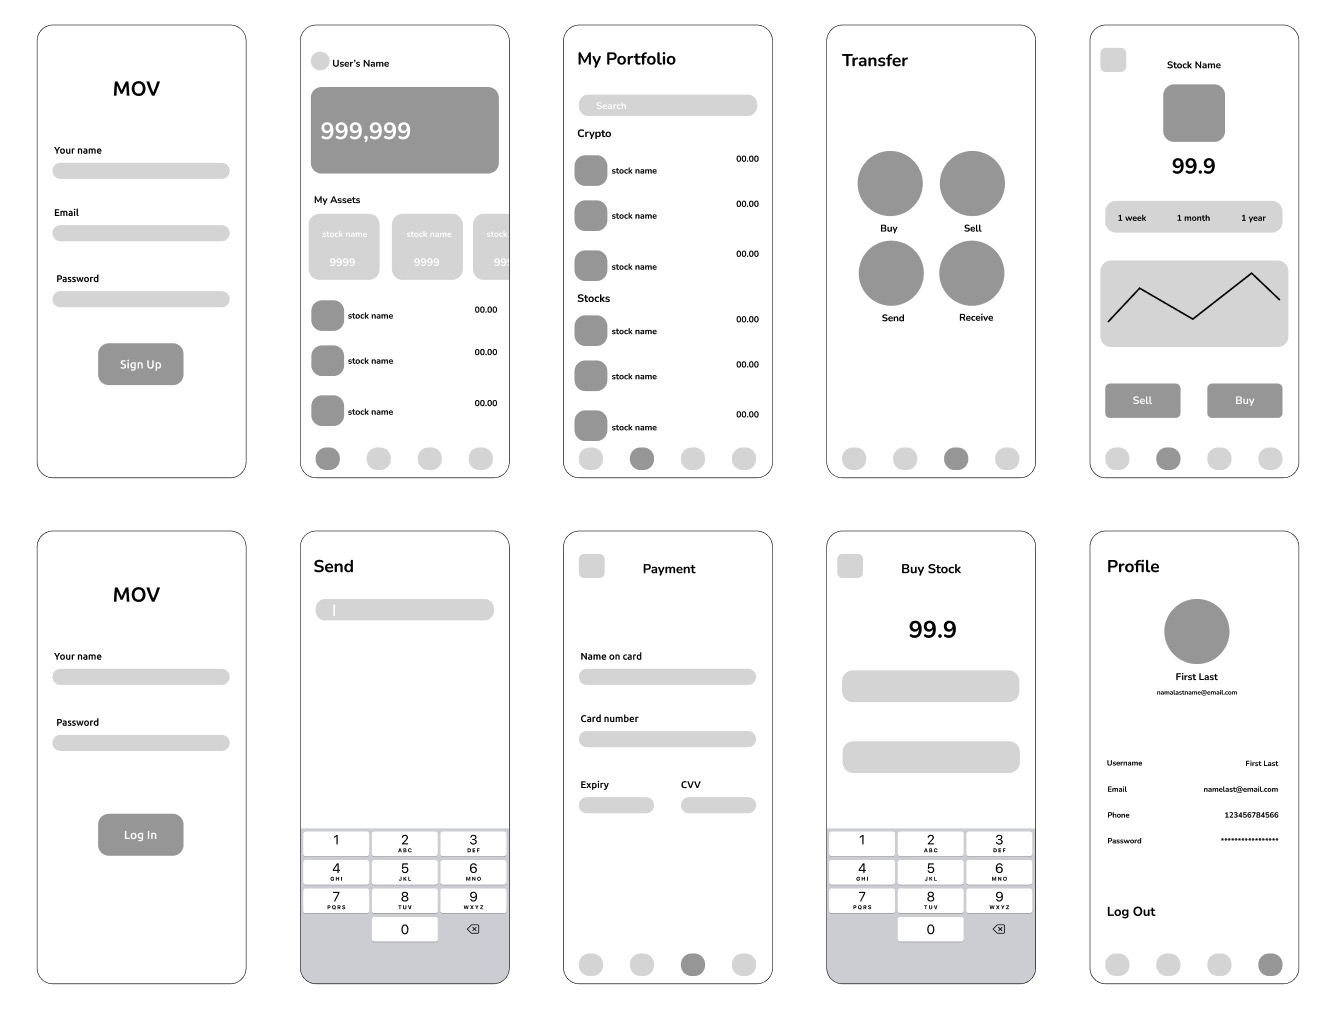 MOV
Your name
Email
Password
Sign Up
User's Name
999,999
My Assets
stock name
9999
stock name
9999
stock
99
stock name
00.00
stock name
00.00
stock name
00.00
My Portfolio
Search
Crypto
stock name
00.00
stock name
00.00
stock name
00.00
Stocks
stock name
00.00
stock name
00.00
stock name
00.00
Transfer
Buy
Sell
Send
Receive
Stock Name
99.9
1 week
1 month
1 year
Sell
Buy
MOV
Your name
Password
Log In
Send
1
2
ABC
3
DEF
4
GHI
5
JKL
6
MNO
7
PQRS
8
TUV
9
WXYZ
0
Payment
Name on card
Card number
Expiry
CVV
Buy Stock
99.9
1
2
ABC
3
DEF
4
GHI
5
JKL
6
MNO
7
PQRS
8
TUV
9
WXYZ
0
Profile
First Last
namalastname@email.com
Username
First Last
Email
namelast@email.com
Phone
123456784566
Password
****************
Log Out